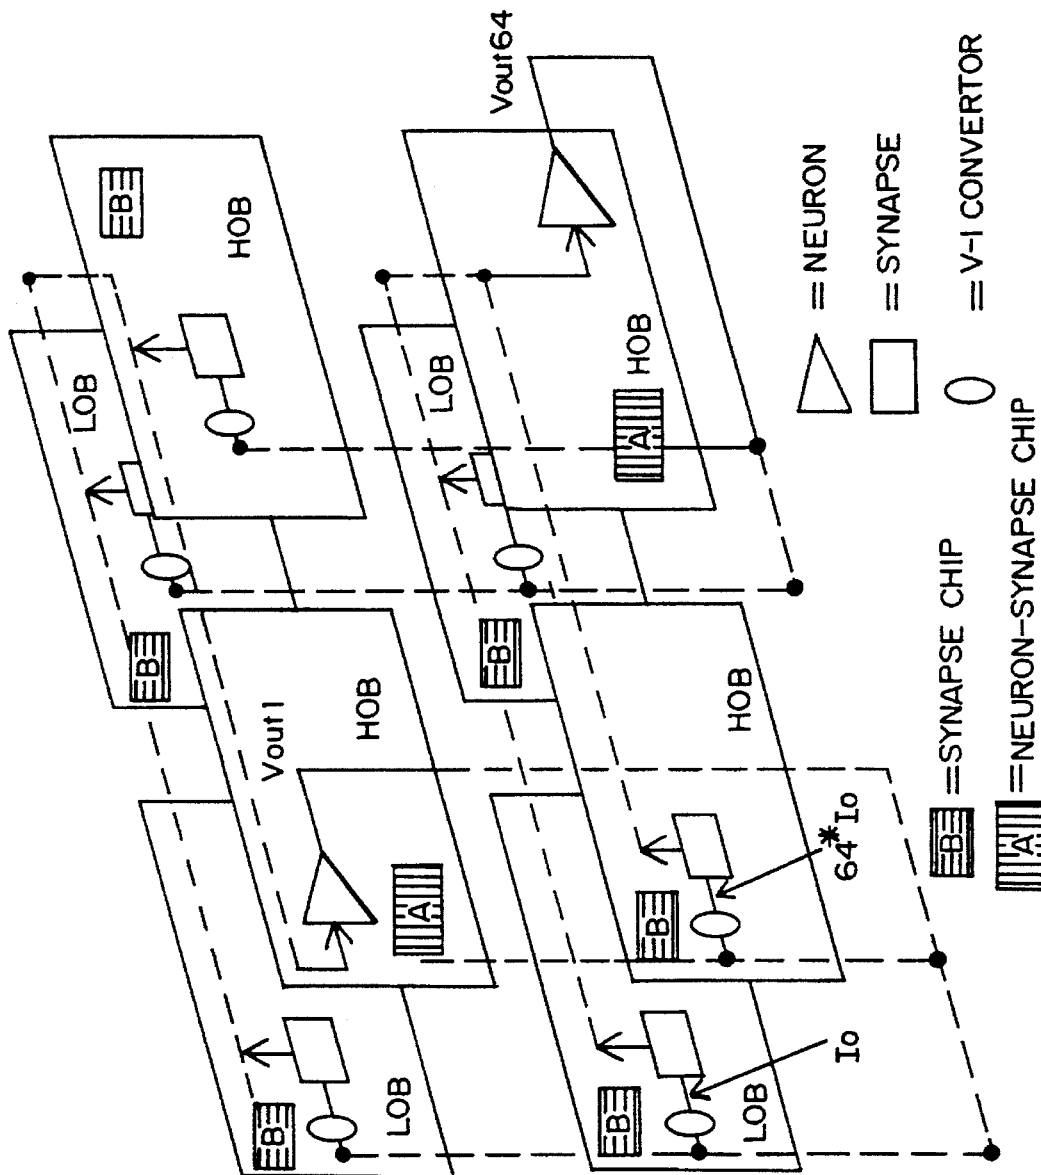 Vout64
B
HOB
LOB
B
HOB
A
LOB
B
B
Vout1
HOB
A
HOB
B
64*Io
B
LOB
B
LOB
Io
=NEURON
=SYNAPSE
=V-I CONVERTOR
B =SYNAPSE CHIP
A =NEURON-SYNAPSE CHIP